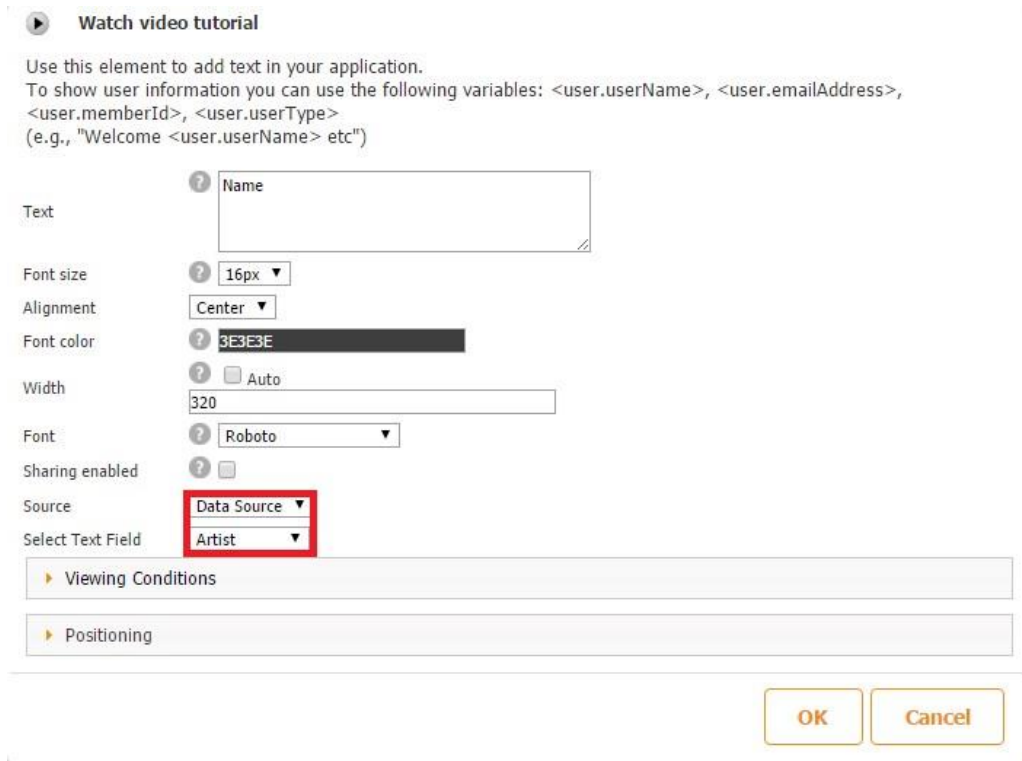 Watch video tutorial
Use this element to add text in your application.
To show user information you can use the following variables: <user.userName>, <user.emailAddress>,
<user.memberId>, <user.userType>
(e.g., "Welcome <user.userName> etc")
Text ? Name
Font size ? 16px
Alignment Center
Font color ? 3E3E3E
Width ? Auto
320
Font ? Roboto
Sharing enabled ?
Source Data Source
Select Text Field Artist
Viewing Conditions
Positioning
OK Cancel